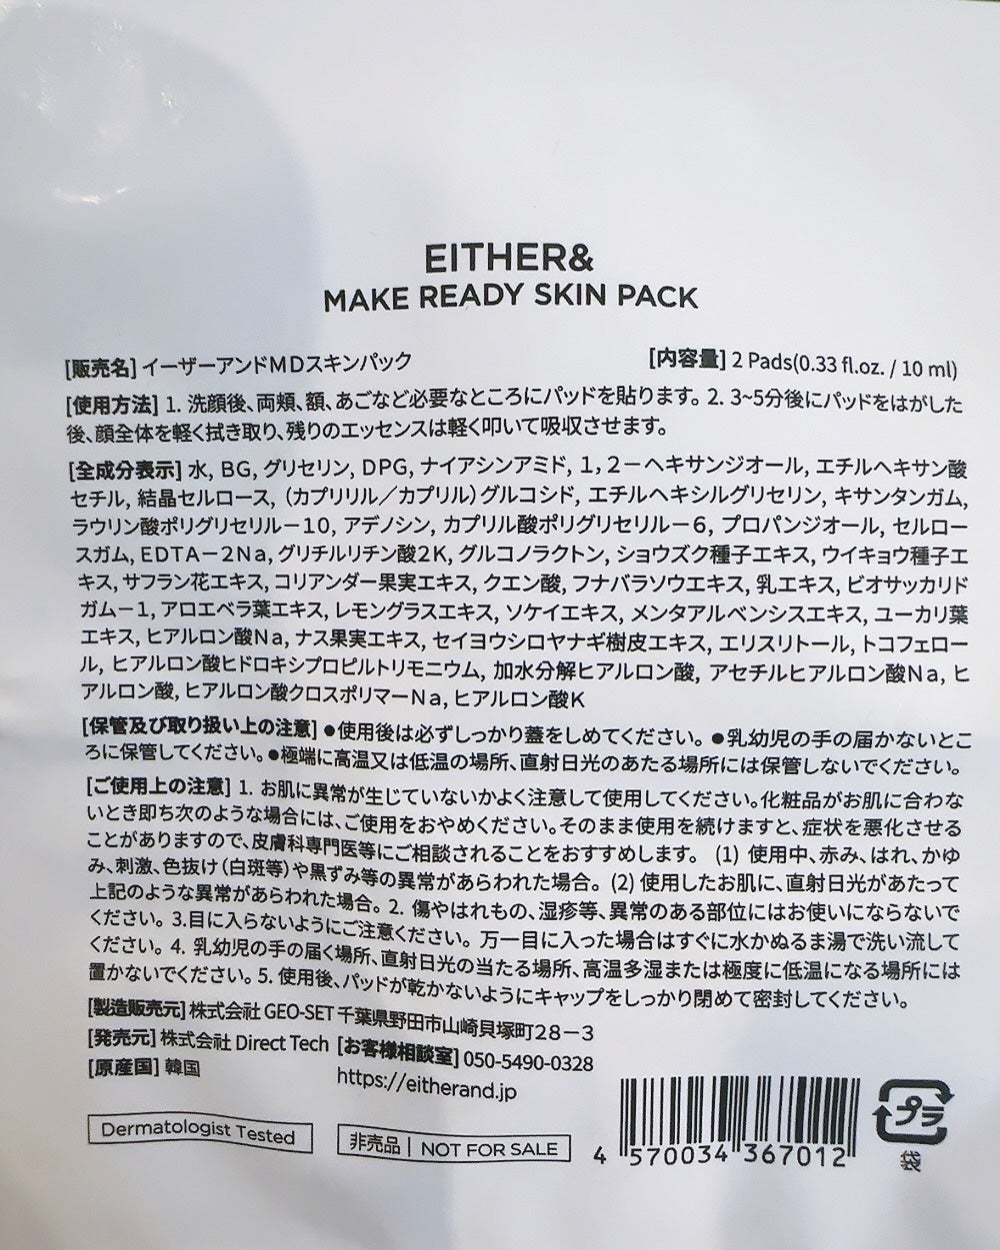 EITHER&
MAKE READY SKIN PACK
[販売名] イーザーアンドMDスキンパック [内容量] 2 Pads(0.33 fl.oz. / 10 ml)
[使用方法] 1. 洗顔後、両頬、額、あごなど必要なところにパッドを貼ります。2. 3~5分後にパッドをはがした
後、顔全体を軽く拭き取り、残りのエッセンスは軽く叩いて吸収させます。
[全成分表示] 水, BG, グリセリン, DPG, ナイアシンアミド, 1,2－ヘキサンジオール, エチルヘキサン酸
セチル, 結晶セルロース, (カプリリル／カプリル)グルコシド, エチルヘキシルグリセリン, キサンタンガム,
ラウリン酸ポリグリセリル－10, アデノシン, カプリル酸ポリグリセリル－6, プロパンジオール, セルロー
スガム, EDTA－2Na, グリチルリチン酸2K, グルコノラクトン, ショウズク種子エキス, ウイキョウ種子エ
キス, サフラン花エキス, コリアンダー果実エキス, クエン酸, フナバラソウエキス, 乳エキス, ビオサッカリド
ガム－1, アロエベラ葉エキス, レモングラスエキス, ソケイエキス, メンタアルベンシスエキス, ユーカリ葉
エキス, ヒアルロン酸Na, ナス果実エキス, セイヨウシロヤナギ樹皮エキス, エリスリトール, トコフェロー
ル, ヒアルロン酸ヒドロキシプロピルトリモニウム, 加水分解ヒアルロン酸, アセチルヒアルロン酸Na, ヒ
アルロン酸, ヒアルロン酸クロスポリマーNa, ヒアルロン酸K
[保管及び取り扱い上の注意] ●使用後は必ずしっかり蓋をしめてください。●乳幼児の手の届かないとこ
ろに保管してください。●極端に高温又は低温の場所、直射日光のあたる場所には保管しないでください。
[ご使用上の注意] 1. お肌に異常が生じていないかよく注意して使用してください。化粧品がお肌に合わな
いとき即ち次のような場合には、ご使用をおやめください。そのまま使用を続けますと、症状を悪化させる
ことがありますので、皮膚科専門医等にご相談されることをおすすめします。 (1) 使用中、赤み、はれ、かゆ
み、刺激、色抜け(白斑等)や黒ずみ等の異常があらわれた場合。(2) 使用したお肌に、直射日光があたって
上記のような異常があらわれた場合。2. 傷やはれもの、湿疹等、異常のある部位にはお使いにならないで
ください。3.目に入らないようにご注意ください。万一目に入った場合はすぐに水かぬるま湯で洗い流して
ください。4. 乳幼児の手の届く場所、直射日光の当たる場所、高温多湿または極度に低温になる場所には
置かないでください。5. 使用後、パッドが乾かないようにキャップをしっかり閉めて密封してください。
[製造販売元] 株式会社 GEO-SET 千葉県野田市山崎貝塚町28－3
[発売元] 株式会社 Direct Tech [お客様相談室] 050-5490-0328
[原産国] 韓国 https://eitherand.jp
Dermatologist Tested 非売品 | NOT FOR SALE
4 570034 367012
プラ
袋